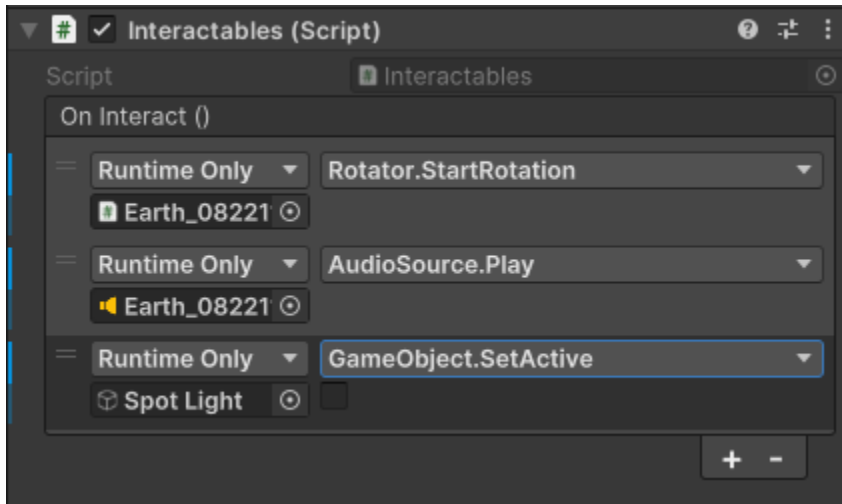 Interactables (Script)
Script Interactables
On Interact ()
Runtime Only Rotator.StartRotation
Earth_08221
Runtime Only AudioSource.Play
Earth_08221
Runtime Only GameObject.SetActive
Spot Light
+ -